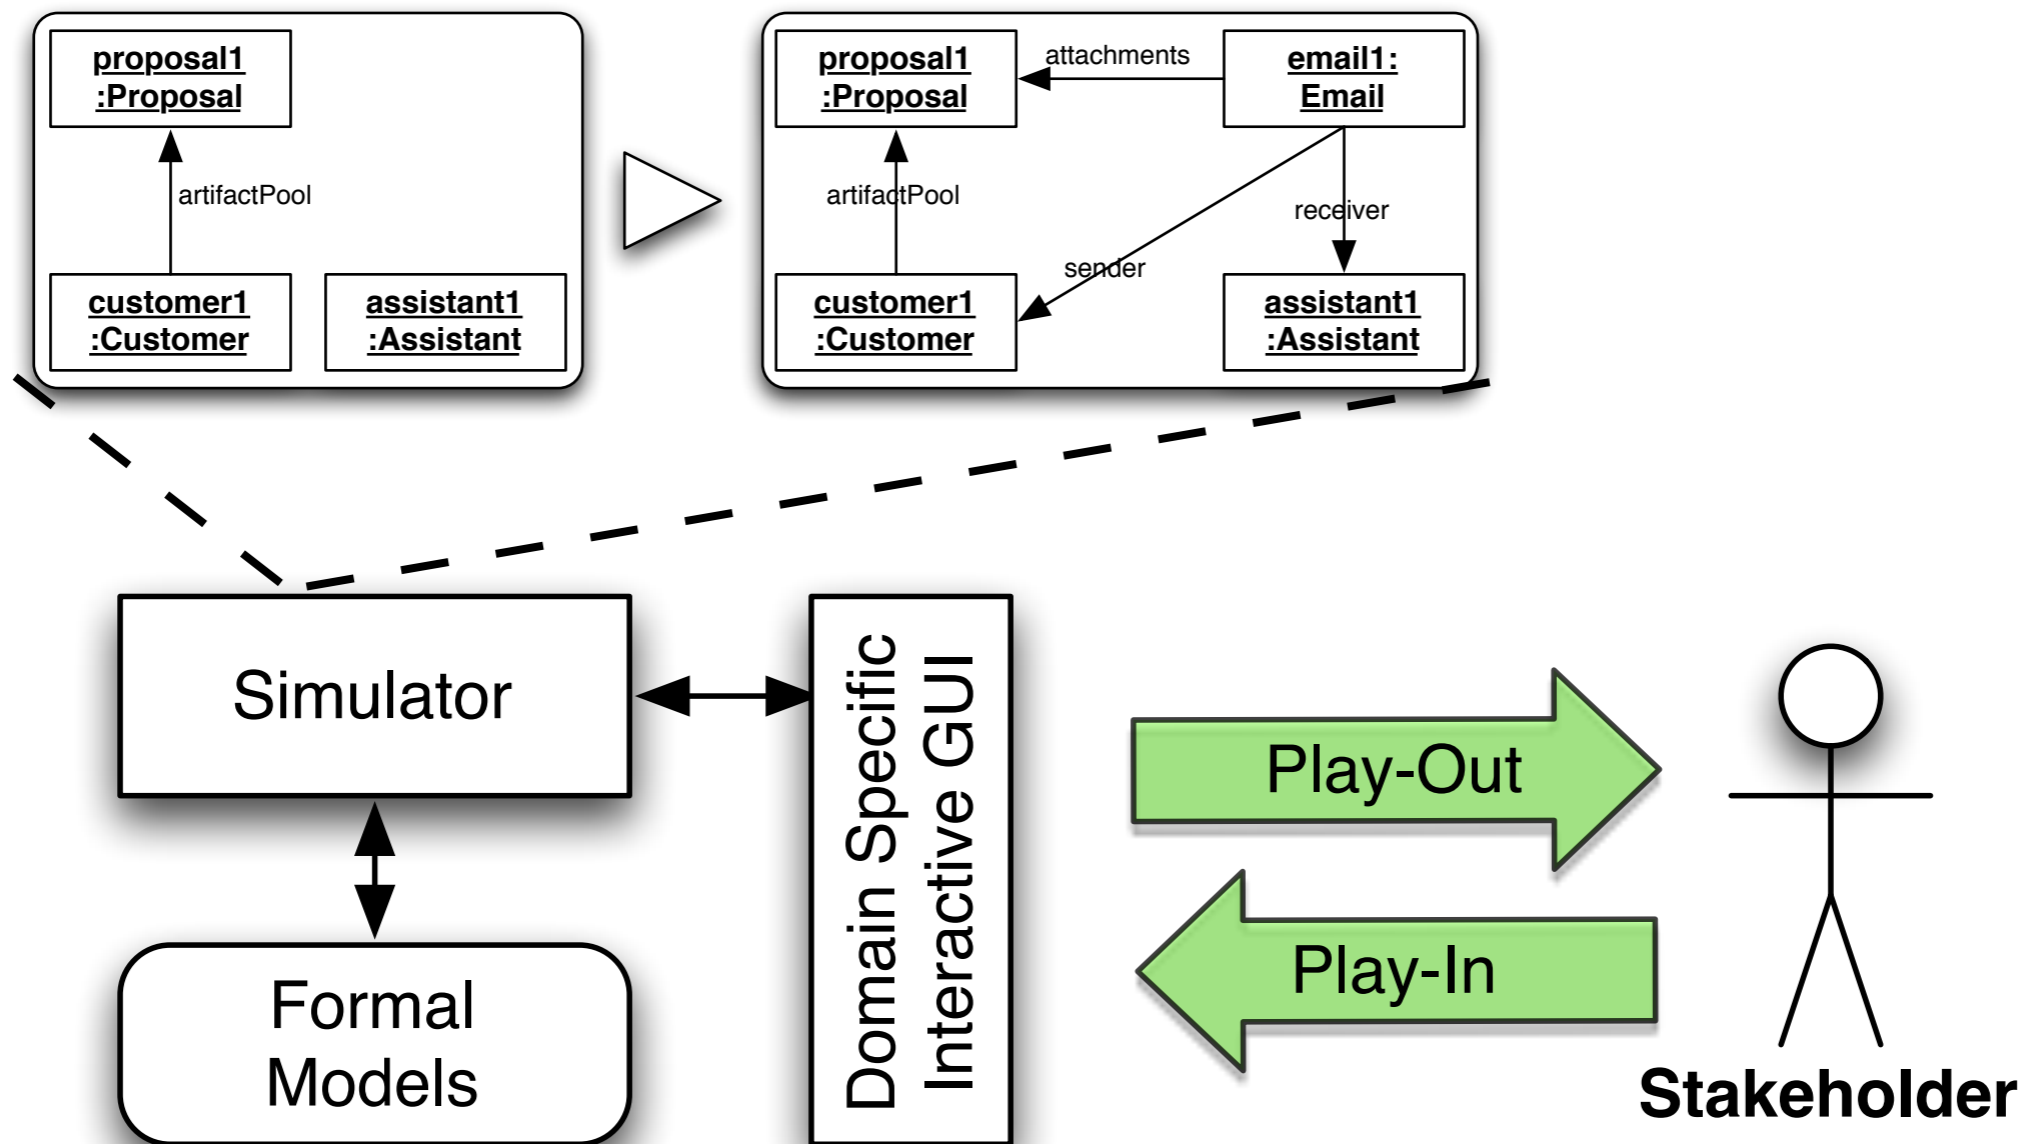 proposal1
:Proposal
artifactPool
customer1
:Customer
assistant1
:Assistant
proposal1
:Proposal
attachments
email1:
Email
artifactPool
receiver
sender
customer1
:Customer
assistant1
:Assistant
Simulator
Formal
Models
Domain Specific
Interactive GUI
Play-Out
Play-In
Stakeholder